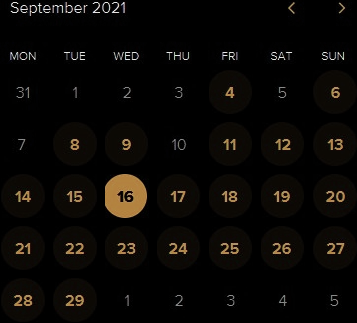 September 2021
MON TUE WED THU FRI SAT SUN
31 1 2 3 4 5 6
7 8 9 10 11 12 13
14 15 16 17 18 19 20
21 22 23 24 25 26 27
28 29 1 2 3 4 5